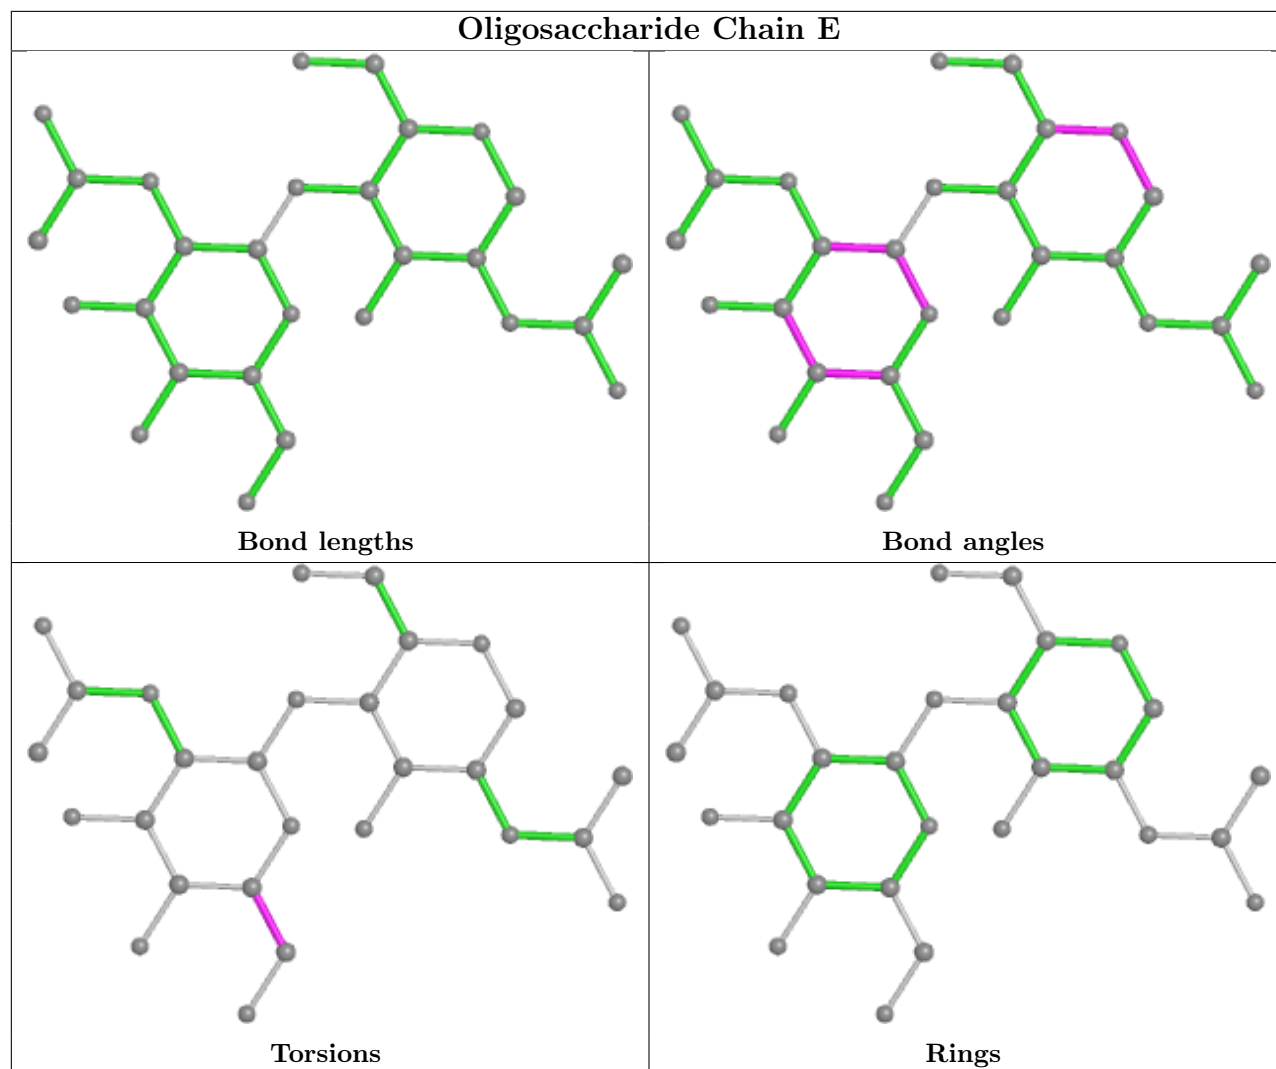 Oligosaccharide Chain E
Bond lengths
Bond angles
Torsions
Rings